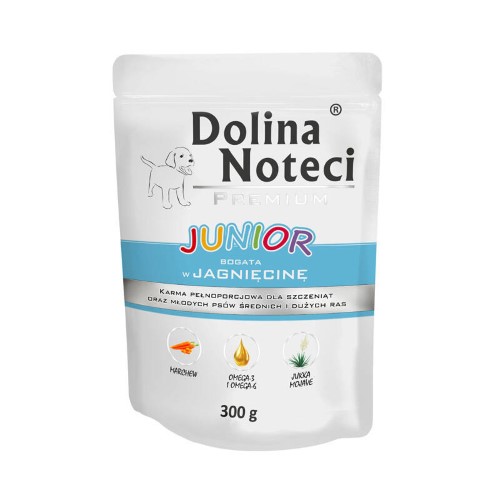 Dolina
Noteci
®
PREMIUM
JUNIOR
BOGATA
W JAGNIĘCINĘ
KARMA PEŁNOPORCJOWA DLA SZCZENIĄT
ORAZ MŁODYCH PSÓW ŚREDNICH I DUŻYCH RAS
MARCHEW
OMEGA-3
I OMEGA-6
JUKKA
MOJAVE
300 g